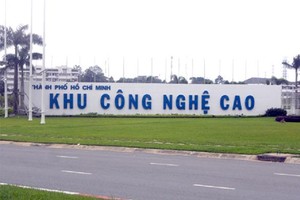 THÀNH PHỐ HỒ CHÍ MINH
KHU CÔNG NGHỆ CAO